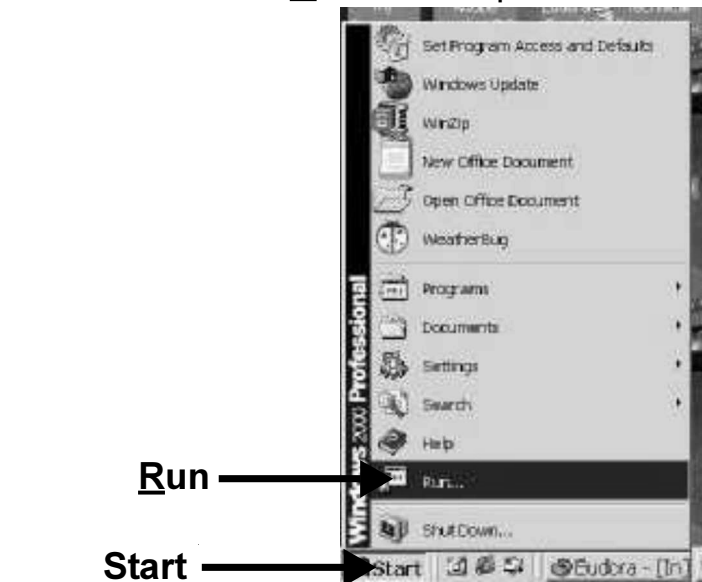 Set Program Access and Defaults
Windows Update
WinZip
New Office Document
Open Office Document
WeatherBug
Programs
Documents
Settings
Search
Help
Run...
Shut Down...
Windows 2000 Professional
Run
Start
Start
Eudora - [In]